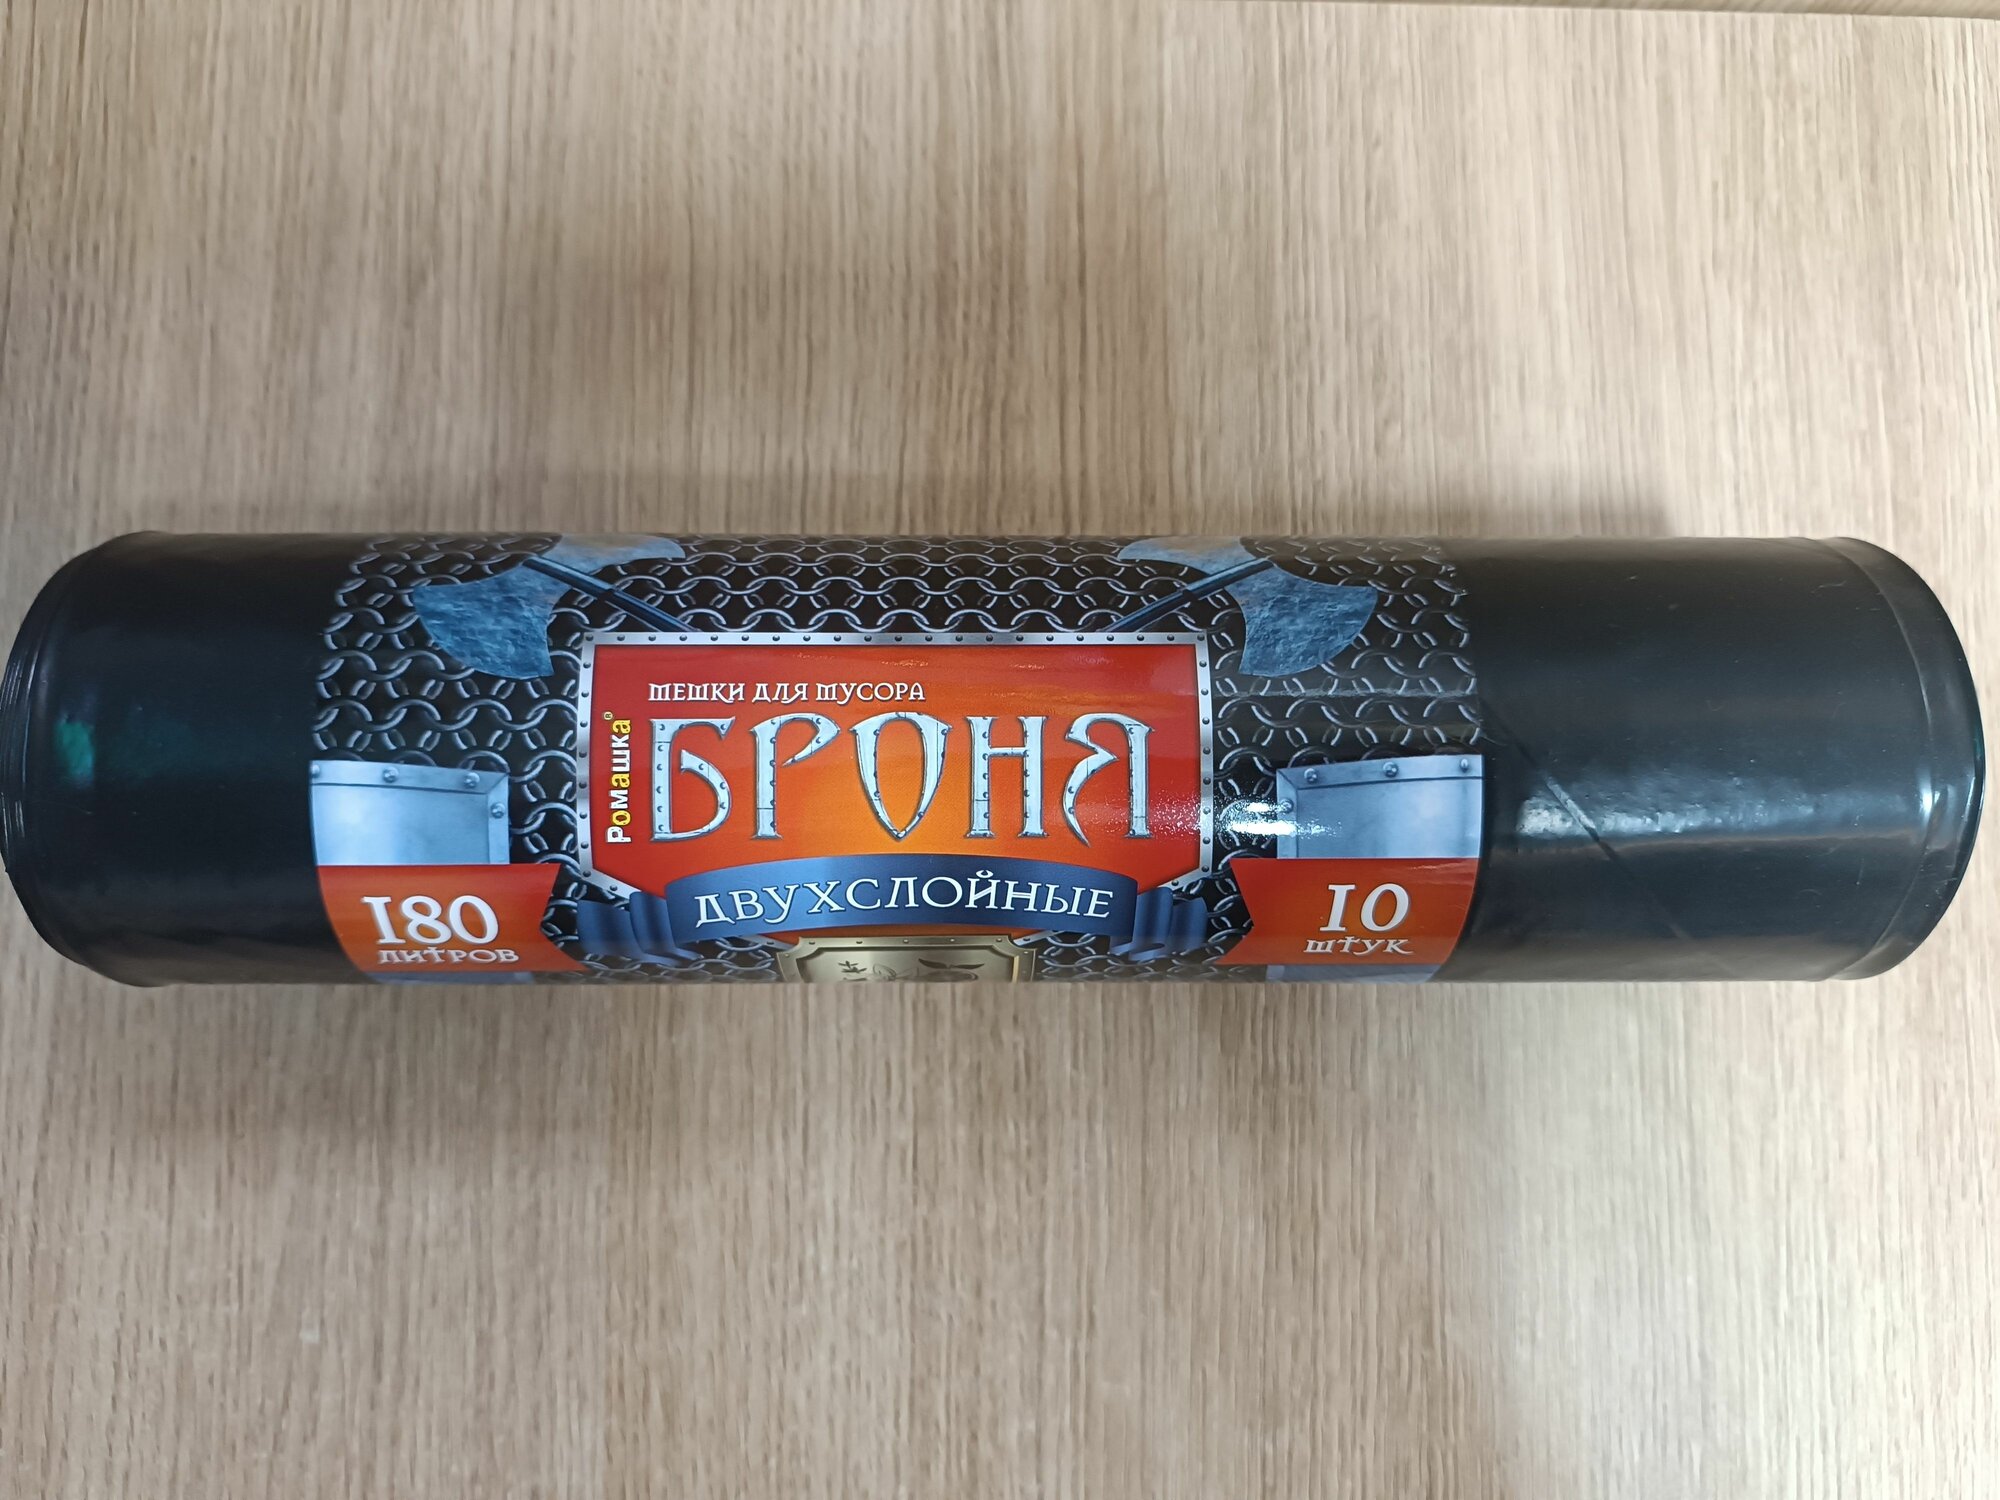 МЕШКИ ДЛЯ МУСОРА
Ромашка®
БРОНЯ
ДВУХСЛОЙНЫЕ
180
ЛИТРОВ
10
ШТУК